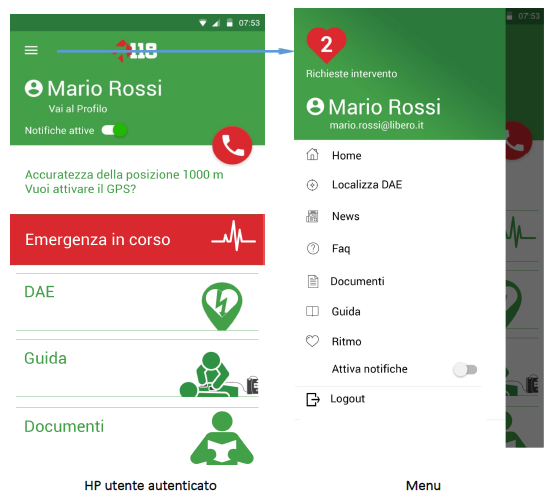 07:53
118
Mario Rossi
Vai al Profilo
Notifiche attive
Accuratezza della posizione 1000 m
Vuoi attivare il GPS?
Emergenza in corso
DAE
Guida
Documenti
HP utente autenticato
07:53
2
Richieste intervento
Mario Rossi
mario.rossi@libero.it
Home
Localizza DAE
News
Faq
Documenti
Guida
Ritmo
Attiva notifiche
Logout
Menu